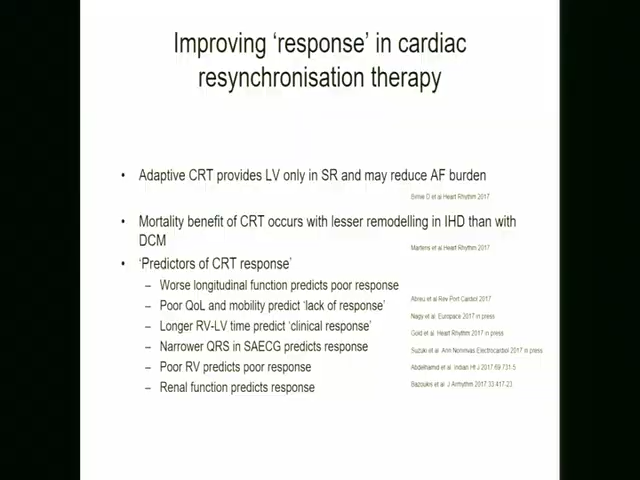 Improving ‘response’ in cardiac
resynchronisation therapy
• Adaptive CRT provides LV only in SR and may reduce AF burden
Birnie D et al Heart Rhythm 2017
• Mortality benefit of CRT occurs with lesser remodelling in IHD than with
DCM
Martens et al. Heart Rhythm 2017
• ‘Predictors of CRT response’
– Worse longitudinal function predicts poor response
Abreu et al Rev Port Cardiol 2017
– Poor QoL and mobility predict ‘lack of response’
Nagy et al. Europace 2017 in press
– Longer RV-LV time predict ‘clinical response’
Gold et al. Heart Rhythm 2017 in press
– Narrower QRS in SAECG predicts response
Suzuki et al. Ann Noninvas Electrocardiol 2017 in press
– Poor RV predicts poor response
Abdelhamid et al. Indian Ht J 2017 69 731-5
– Renal function predicts response
Bazoukis et al. J Arrhythm 2017 33 417-23